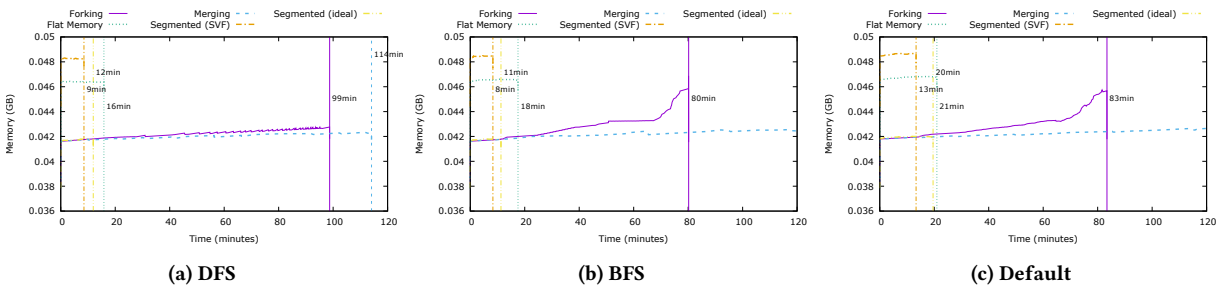 Forking Merging Segmented (ideal)
Flat Memory Segmented (SVF)
0.05
0.048
0.046
0.044
0.042
0.04
0.038
0.036
Memory (GB)
114min
12min
9min
99min
16min
0 20 40 60 80 100 120
Time (minutes)
(a) DFS
Forking Merging Segmented (ideal)
Flat Memory Segmented (SVF)
0.05
0.048
0.046
0.044
0.042
0.04
0.038
0.036
Memory (GB)
11min
8min
80min
18min
0 20 40 60 80 100 120
Time (minutes)
(b) BFS
Forking Merging Segmented (ideal)
Flat Memory Segmented (SVF)
0.05
0.048
0.046
0.044
0.042
0.04
0.038
0.036
Memory (GB)
20min
13min
83min
21min
0 20 40 60 80 100 120
Time (minutes)
(c) Default